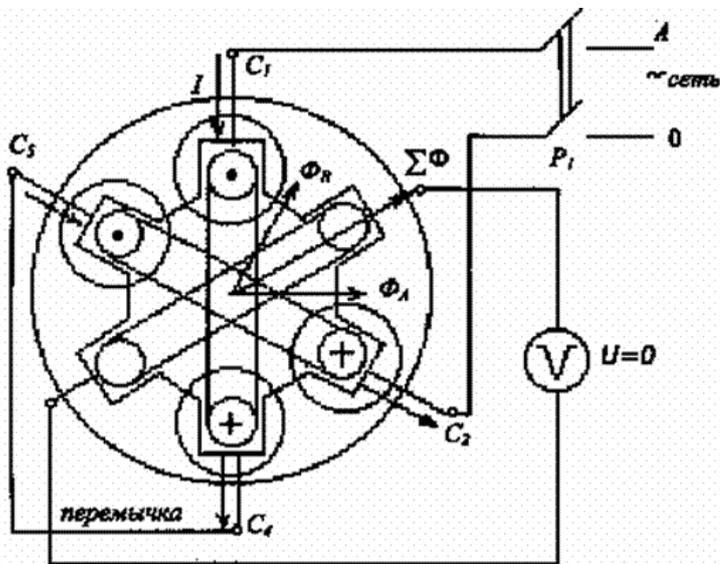 A
C₁
~сеть
I
C₅
P₁
0
ΣΦ
Φ_B
Φ_A
U=0
V
C₂
перемычка
C₄